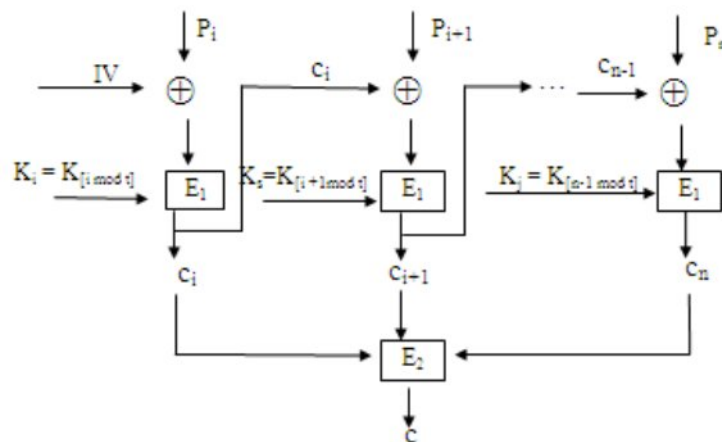 P_i P_{i+1} P_s
IV c_i ... c_{n-1}
K_i = K_{[i mod t]} E_1 K_s=K_{[i+1mod t]} E_1 K_j = K_{[n-1 mod t]} E_1
c_i c_{i+1} c_n
E_2
c